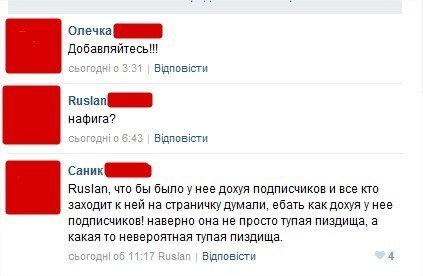 Олечка
Добавляйтесь!!!
сьогодні о 3:31 | Відповісти
Ruslan
нафига?
сьогодні о 6:43 | Відповісти
Саник
Ruslan, что бы было у нее дохуя подписчиков и все кто
заходит к ней на страничку думали, ебать как дохуя у нее
подписчиков! наверно она не просто тупая пиздища, а
какая то невероятная тупая пиздища.
сьогодні об 11:17 Ruslan | Відповісти
4